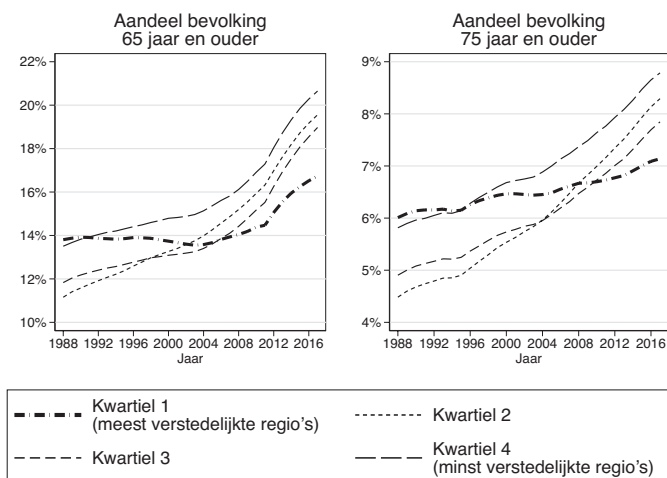 Aandeel bevolking
65 jaar en ouder
22%
20%
18%
16%
14%
12%
10%
1988 1992 1996 2000 2004 2008 2012 2016
Jaar
Aandeel bevolking
75 jaar en ouder
9%
8%
7%
6%
5%
4%
1988 1992 1996 2000 2004 2008 2012 2016
Jaar
Kwartiel 1
(meest verstedelijkte regio's)
Kwartiel 2
Kwartiel 3
Kwartiel 4
(minst verstedelijkte regio's)